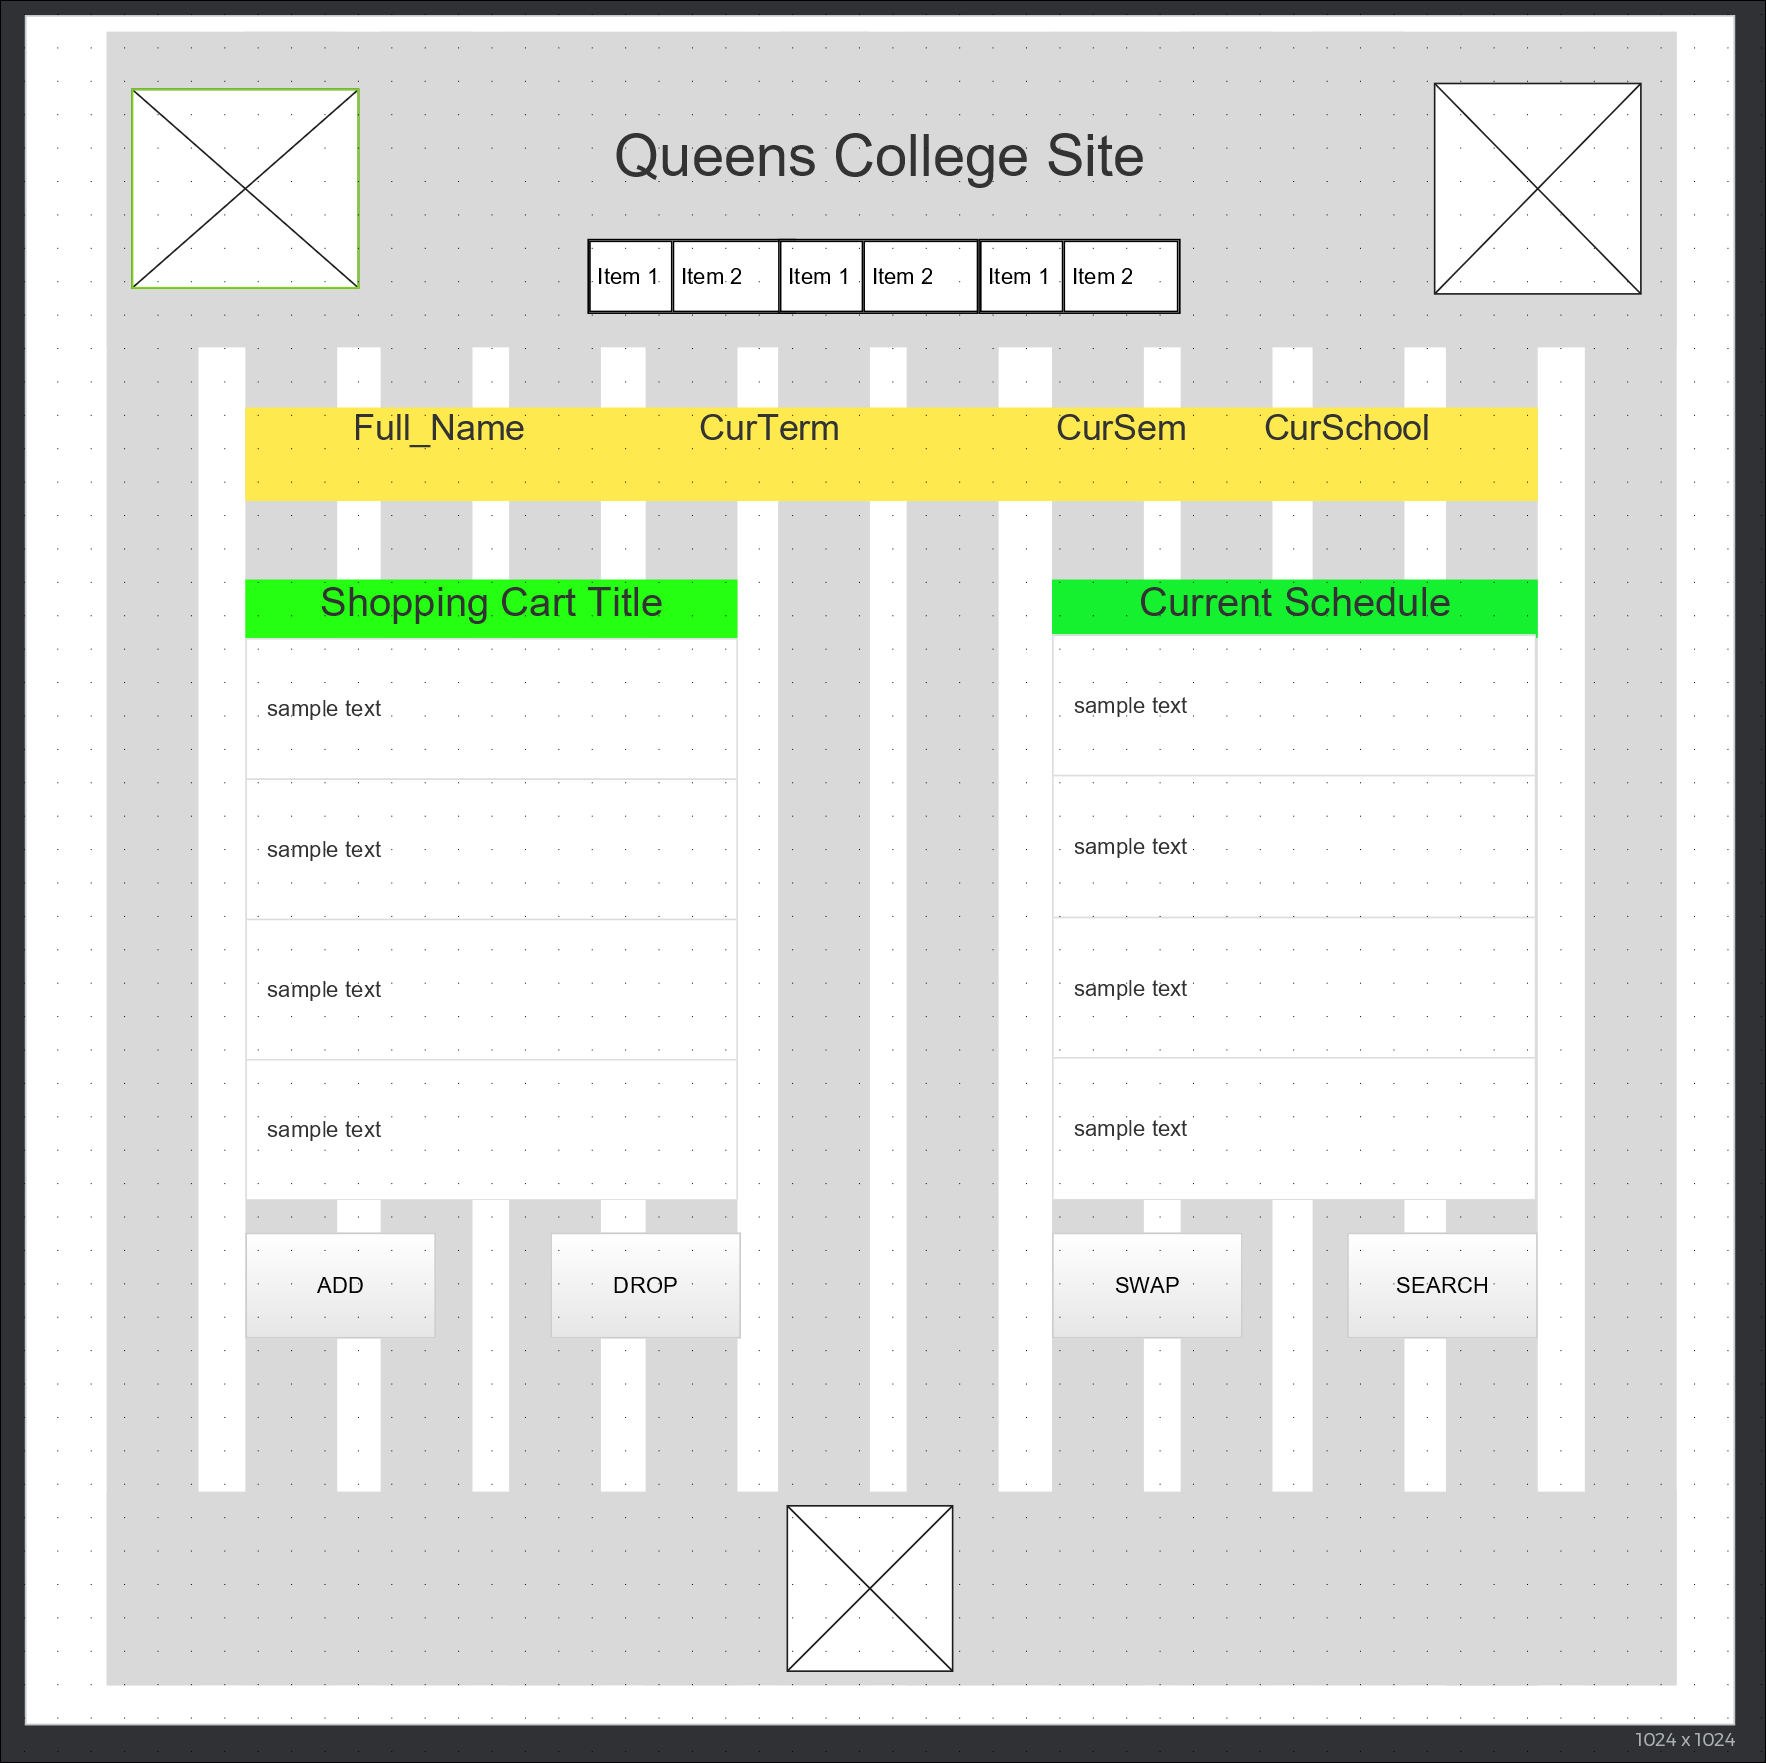 Queens College Site
Item 1 Item 2 Item 1 Item 2 Item 1 Item 2
Full_Name CurTerm CurSem CurSchool
Shopping Cart Title
sample text
sample text
sample text
sample text
Current Schedule
sample text
sample text
sample text
sample text
ADD DROP SWAP SEARCH
1024 x 1024